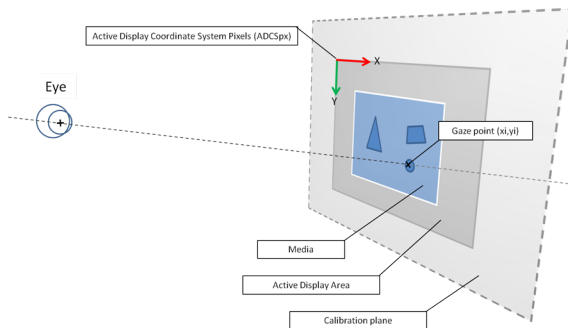 Active Display Coordinate System Pixels (ADCSpx)
X
Eye
Y
Gaze point (xi,yi)
Media
Active Display Area
Calibration plane